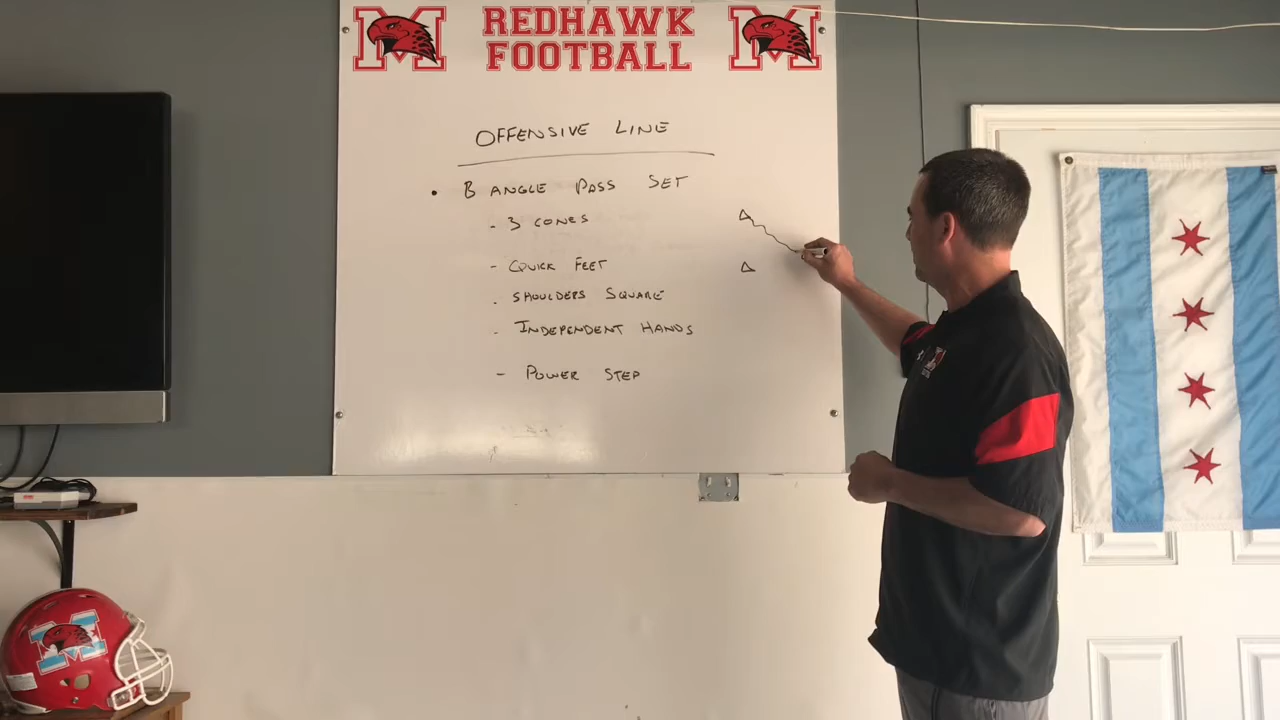 M REDHAWK M
FOOTBALL
OFFENSIVE LINE
• B ANGLE PASS SET
- 3 CONES
- QUICK FEET
- SHOULDERS SQUARE
- INDEPENDENT HANDS
- POWER STEP
M